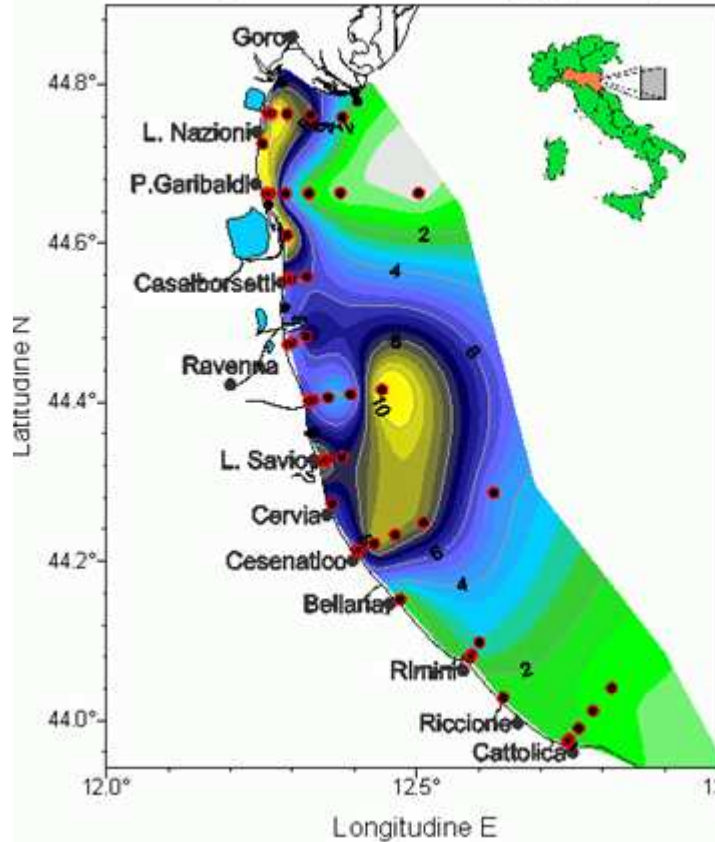 Goro
44.8°
L. Nazioni
P.Garibaldi
44.6°
2
4
Casalborsetti
8
6
Ravenna
44.4°
10
L. Savio
Cervia
44.2°
6
Cesenatico
4
Bellaria
Rimini
2
44.0°
Riccione
Cattolica
12.0°
12.5°
Longitudine E
Latitudine N